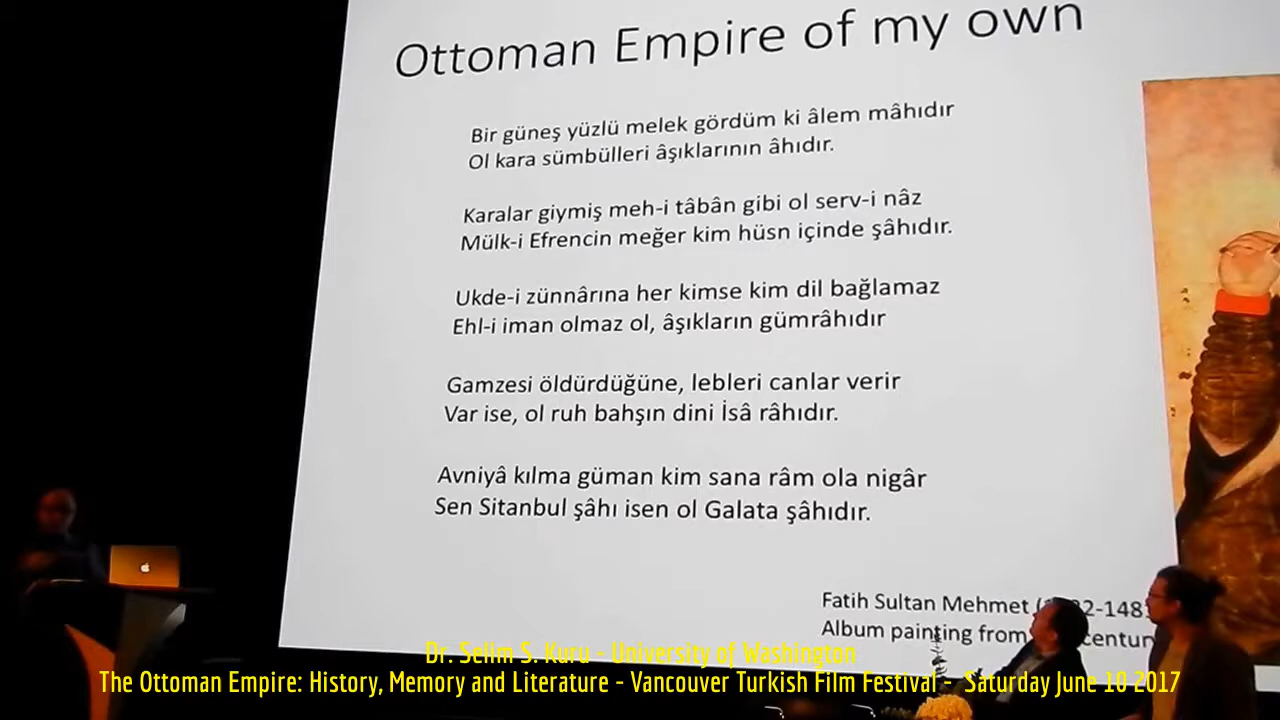 Ottoman Empire of my own
Bir güneş yüzlü melek gördüm ki âlem mâhıdır
Ol kara sümbülleri âşıklarının âhıdır.
Karalar giymiş meh-i tâbân gibi ol serv-i nâz
Mülk-i Efrencin meğer kim hüsn içinde şâhıdır.
Ukde-i zünnârına her kimse kim dil bağlamaz
Ehl-i iman olmaz ol, âşıkların gümrâhıdır
Gamzesi öldürdüğüne, lebleri canlar verir
Var ise, ol ruh bahşın dini İsâ râhıdır.
Avniyâ kılma güman kim sana râm ola nigâr
Sen Sitanbul şâhı isen ol Galata şâhıdır.
Fatih Sultan Mehmet
Album painting from
Dr. Selim S. Kuru - University of Washington
The Ottoman Empire: History, Memory and Literature - Vancouver Turkish Film Festival - Saturday June 10 2017